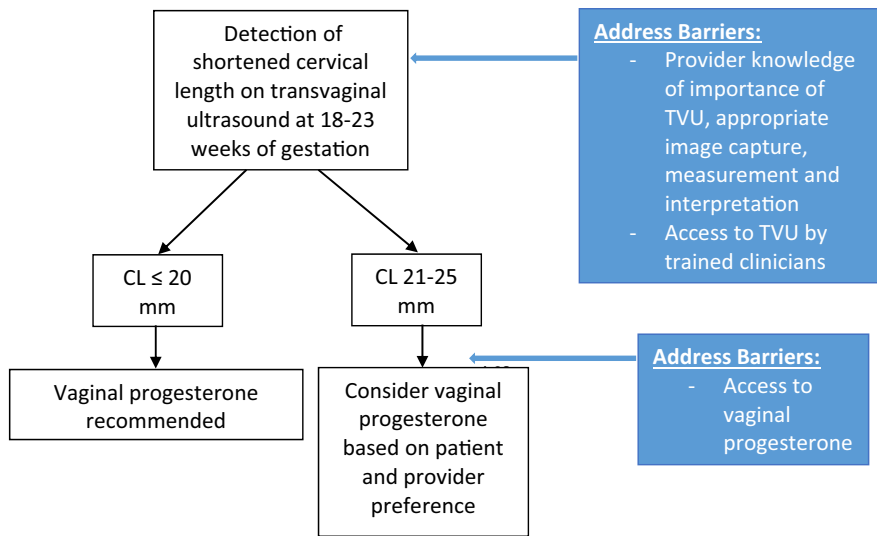 Detection of
shortened cervical
length on transvaginal
ultrasound at 18-23
weeks of gestation
Address Barriers:
- Provider knowledge
of importance of
TVU, appropriate
image capture,
measurement and
interpretation
- Access to TVU by
trained clinicians
CL ≤ 20
mm
CL 21-25
mm
Vaginal progesterone
recommended
Consider vaginal
progesterone
based on patient
and provider
preference
Address Barriers:
- Access to
vaginal
progesterone